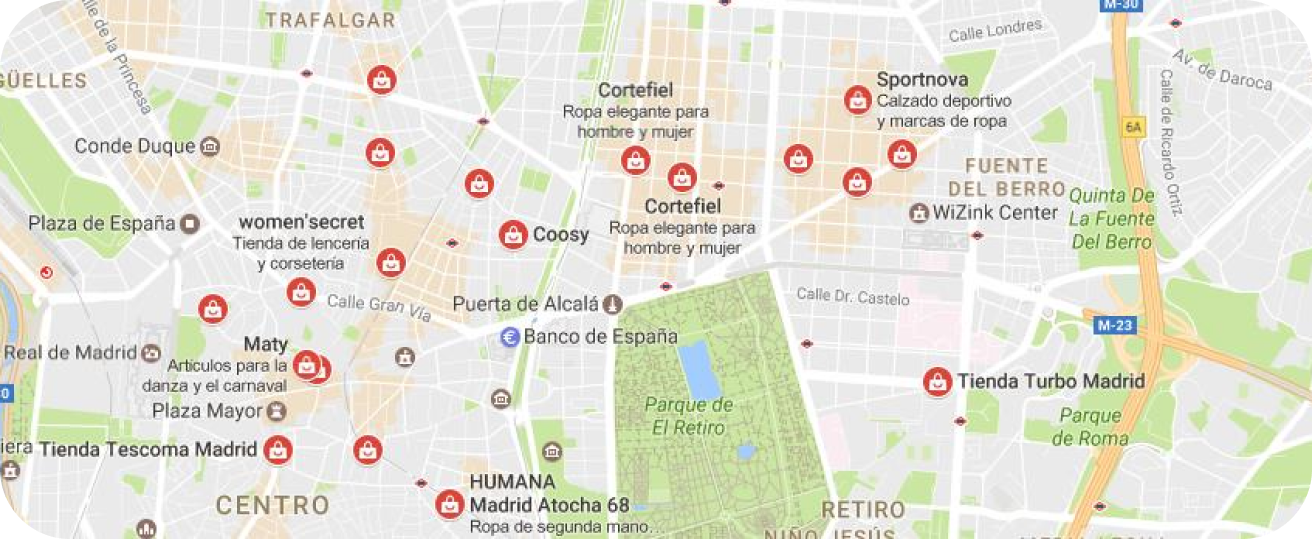 M-30
TRAFALGAR
Calle Londres
Calle de la Princesa
GÜELLES
Av. de Daroca
Sportnova
Calzado deportivo
y marcas de ropa
Cortefiel
Ropa elegante para
hombre y mujer
Calle de Ricardo Ortiz
6A
Conde Duque
FUENTE
DEL BERRO
Quinta De
La Fuente
Del Berro
WiZink Center
Cortefiel
Ropa elegante para
hombre y mujer
Plaza de España
women'secret
Tienda de lencería
y corsetería
Coosy
Calle Gran Vía
Puerta de Alcalá
Calle Dr. Castelo
Banco de España
M-23
Real de Madrid
Maty
Artículos para la
danza y el carnaval
Plaza Mayor
Tienda Turbo Madrid
Parque de
El Retiro
Parque
de Roma
iera
Tienda Tescoma Madrid
HUMANA
Madrid Atocha 68
Ropa de segunda mano...
CENTRO
RETIRO
NIÑO JESÚS